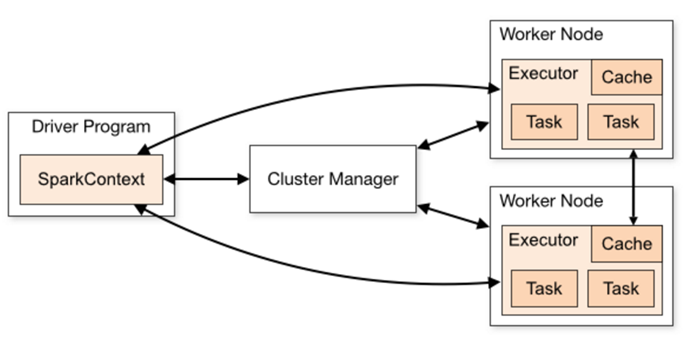 Driver Program
SparkContext
Cluster Manager
Worker Node
Executor
Cache
Task
Task
Worker Node
Executor
Cache
Task
Task